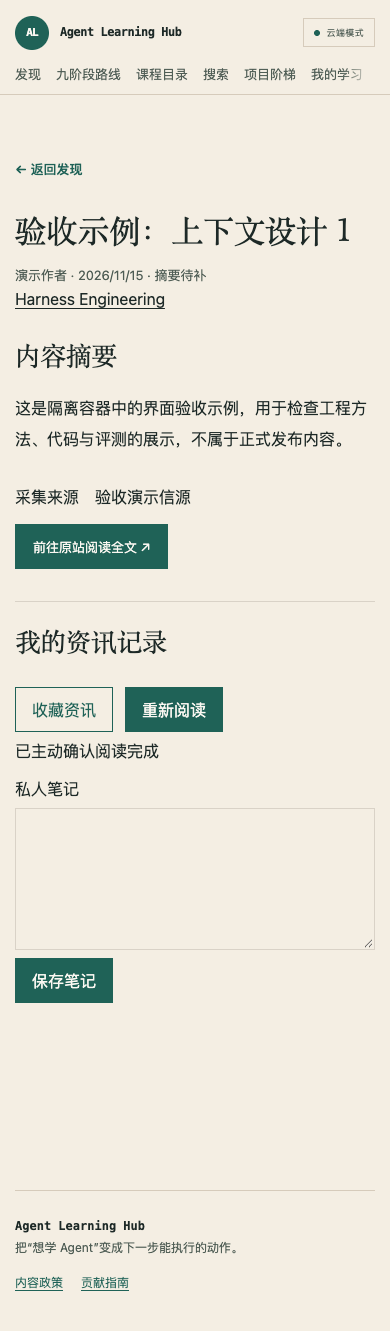 AL
Agent Learning Hub
云端模式
发现 九阶段路线 课程目录 搜索 项目阶梯 我的学习
← 返回发现
验收示例：上下文设计 1
演示作者 · 2026/11/15 · 摘要待补
Harness Engineering
内容摘要
这是隔离容器中的界面验收示例，用于检查工程方
法、代码与评测的展示，不属于正式发布内容。
采集来源 验收演示信源
前往原站阅读全文 ↗
我的资讯记录
收藏资讯 重新阅读
已主动确认阅读完成
私人笔记
保存笔记
Agent Learning Hub
把“想学 Agent”变成下一步能执行的动作。
内容政策 贡献指南